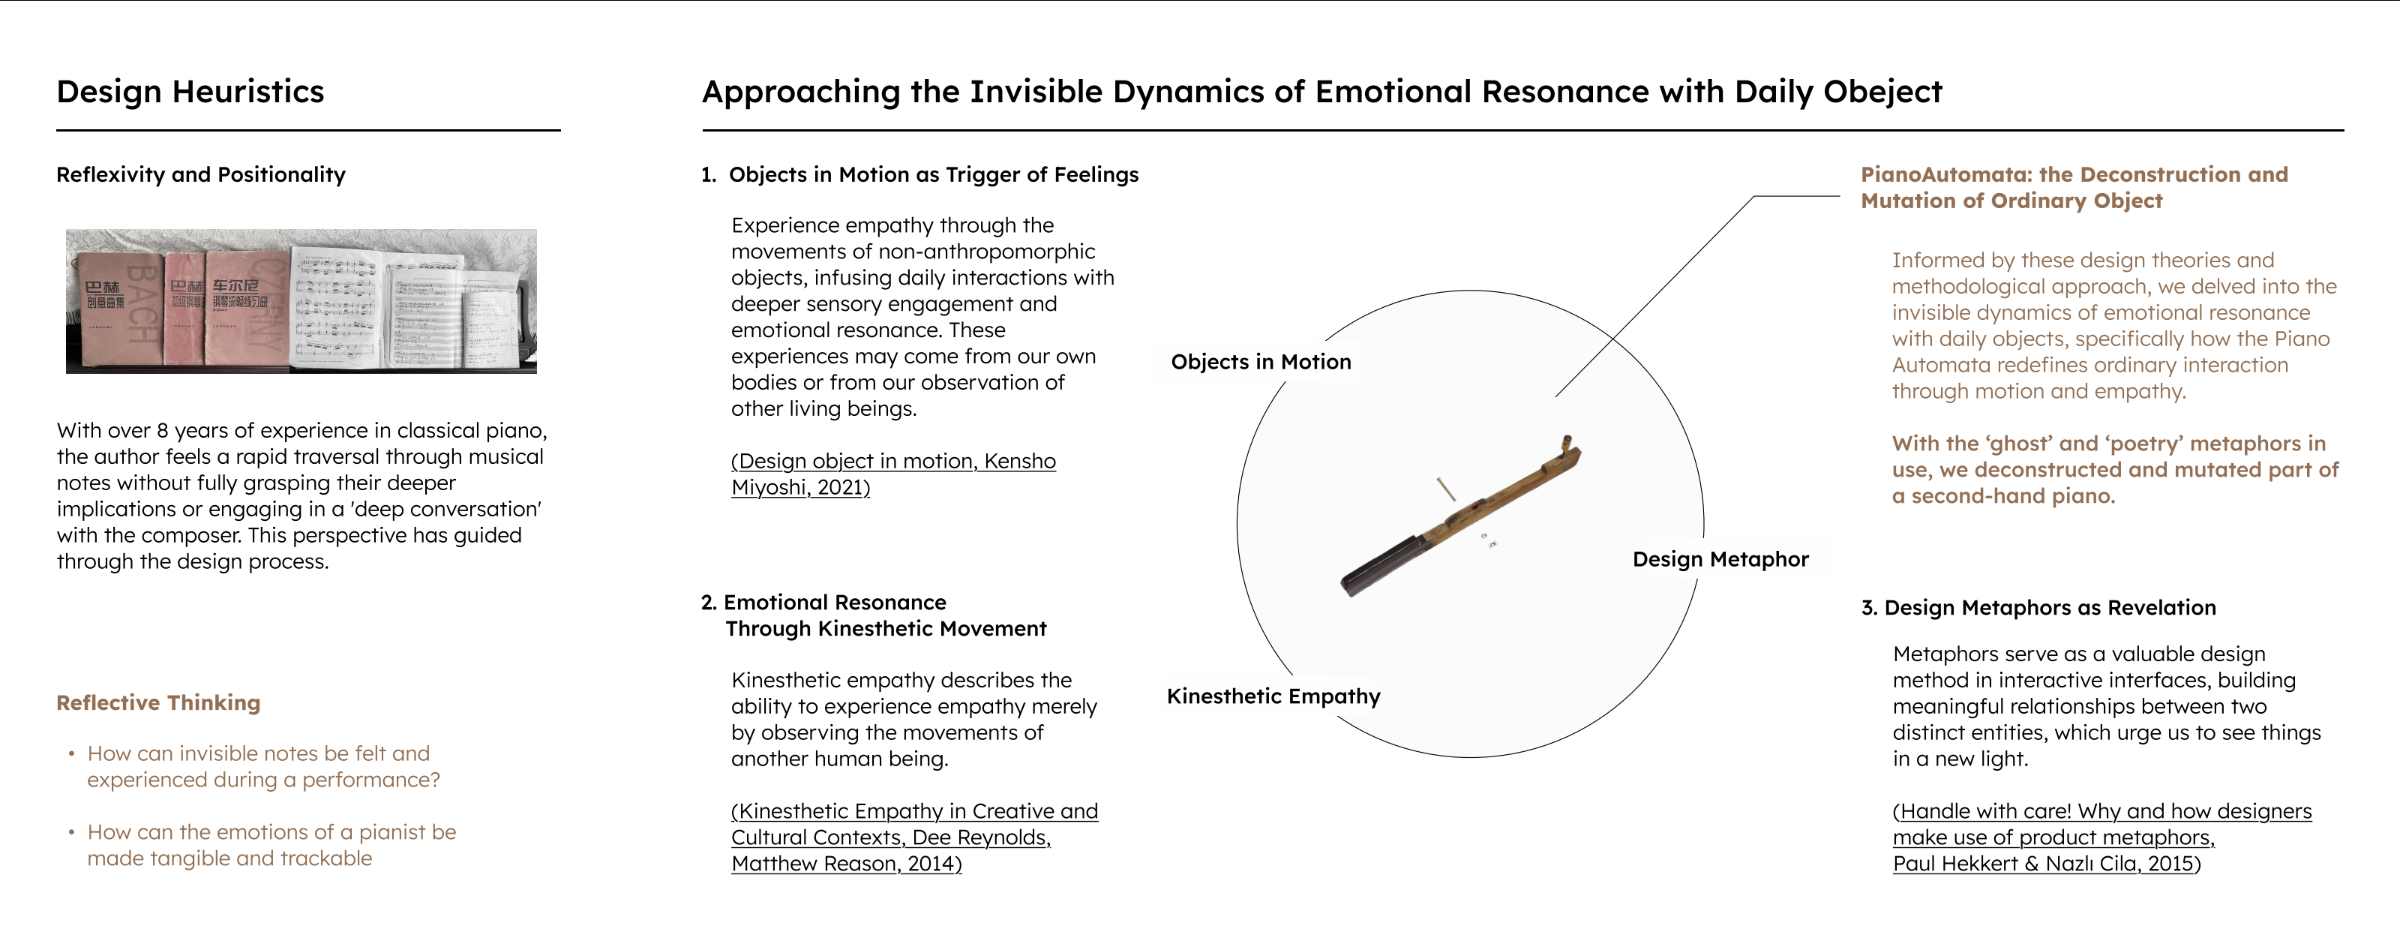 Design Heuristics
Reflexivity and Positionality
巴赫
创意曲集
BACH
巴赫
车尔尼
钢琴流畅练习曲
CZERNY
With over 8 years of experience in classical piano,
the author feels a rapid traversal through musical
notes without fully grasping their deeper
implications or engaging in a 'deep conversation'
with the composer. This perspective has guided
through the design process.
Reflective Thinking
• How can invisible notes be felt and
experienced during a performance?
• How can the emotions of a pianist be
made tangible and trackable
Approaching the Invisible Dynamics of Emotional Resonance with Daily Obeject
1. Objects in Motion as Trigger of Feelings
Experience empathy through the
movements of non-anthropomorphic
objects, infusing daily interactions with
deeper sensory engagement and
emotional resonance. These
experiences may come from our own
bodies or from our observation of
other living beings.
(Design object in motion, Kensho
Miyoshi, 2021)
2. Emotional Resonance
Through Kinesthetic Movement
Kinesthetic empathy describes the
ability to experience empathy merely
by observing the movements of
another human being.
(Kinesthetic Empathy in Creative and
Cultural Contexts, Dee Reynolds,
Matthew Reason, 2014)
Objects in Motion
Design Metaphor
Kinesthetic Empathy
PianoAutomata: the Deconstruction and
Mutation of Ordinary Object
Informed by these design theories and
methodological approach, we delved into the
invisible dynamics of emotional resonance
with daily objects, specifically how the Piano
Automata redefines ordinary interaction
through motion and empathy.
With the ‘ghost’ and ‘poetry’ metaphors in
use, we deconstructed and mutated part of
a second-hand piano.
3. Design Metaphors as Revelation
Metaphors serve as a valuable design
method in interactive interfaces, building
meaningful relationships between two
distinct entities, which urge us to see things
in a new light.
(Handle with care! Why and how designers
make use of product metaphors,
Paul Hekkert & Nazlı Cila, 2015)